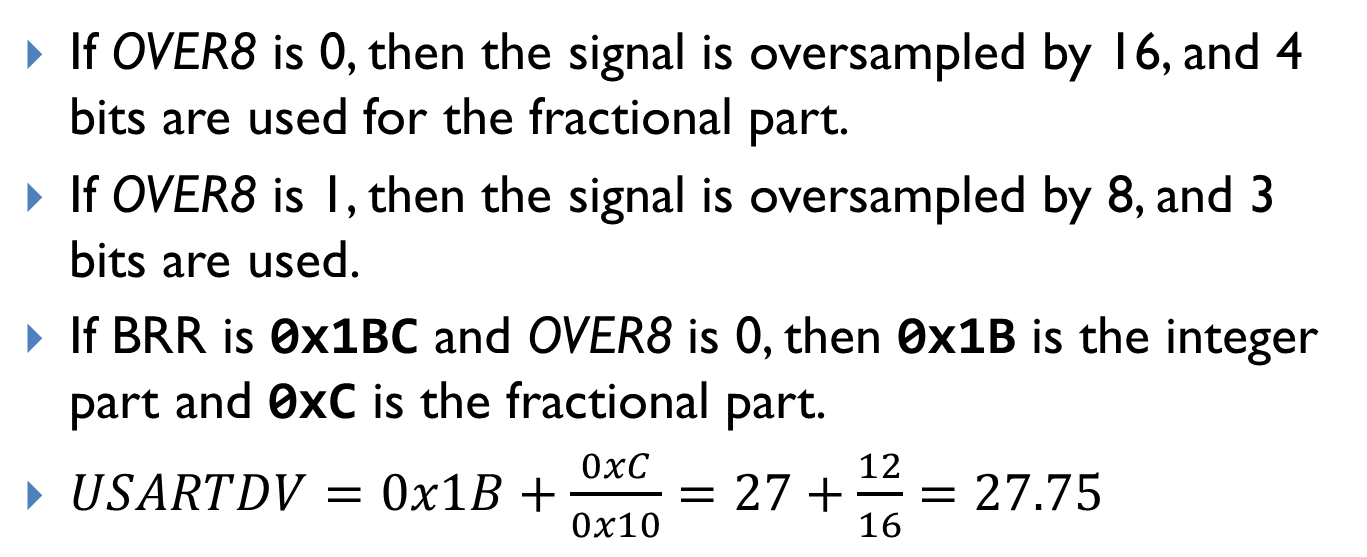 If OVER8 is 0, then the signal is oversampled by 16, and 4
bits are used for the fractional part.
If OVER8 is 1, then the signal is oversampled by 8, and 3
bits are used.
If BRR is 0x1BC and OVER8 is 0, then 0x1B is the integer
part and 0xC is the fractional part.
USARTDV = 0x1B + 0xC/0x10 = 27 + 12/16 = 27.75